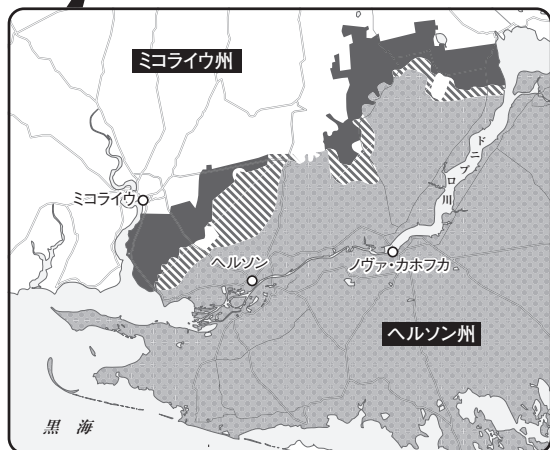 ミコライウ州
ドニプロ川
ミコライウ
ヘルソン
ノヴァ・カホフカ
ヘルソン州
黒海